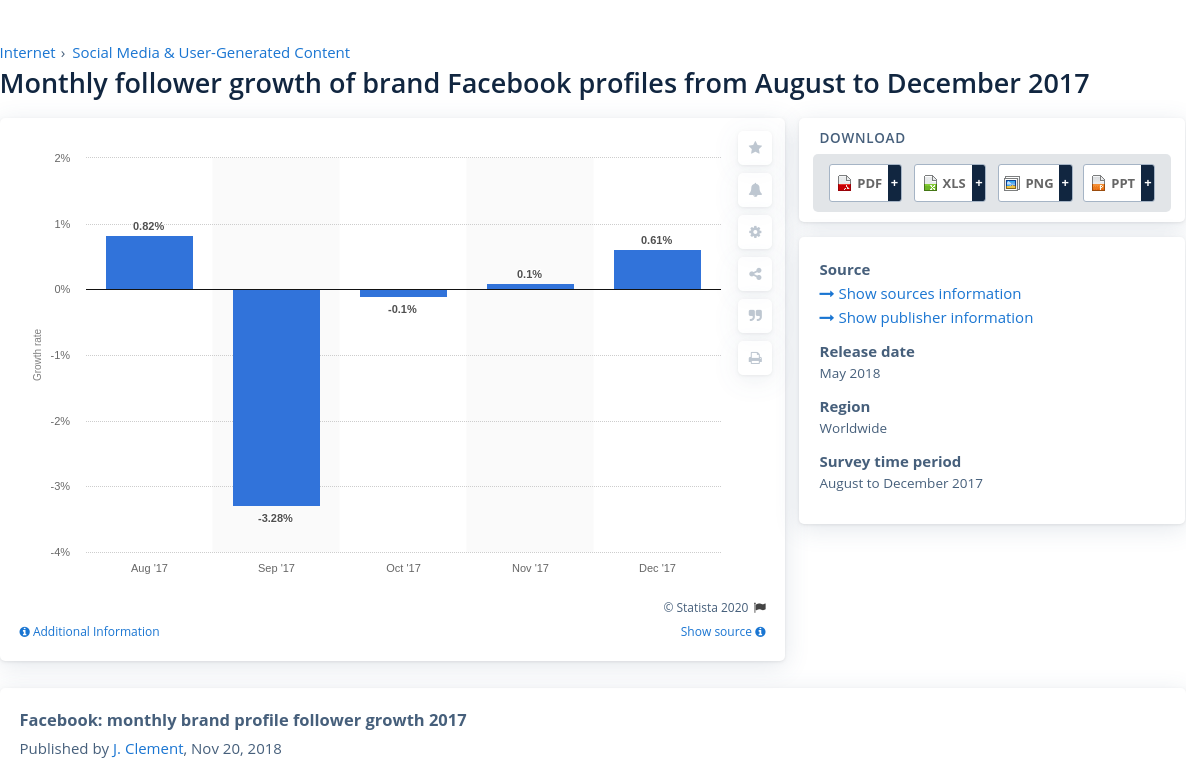 Internet › Social Media & User-Generated Content
Monthly follower growth of brand Facebook profiles from August to December 2017
2%
1%
0%
-1%
-2%
-3%
-4%
Growth rate
0.82%
-3.28%
-0.1%
0.1%
0.61%
Aug '17
Sep '17
Oct '17
Nov '17
Dec '17
© Statista 2020
Additional Information
Show source
DOWNLOAD
PDF +
XLS +
PNG +
PPT +
Source
Show sources information
Show publisher information
Release date
May 2018
Region
Worldwide
Survey time period
August to December 2017
Facebook: monthly brand profile follower growth 2017
Published by J. Clement, Nov 20, 2018